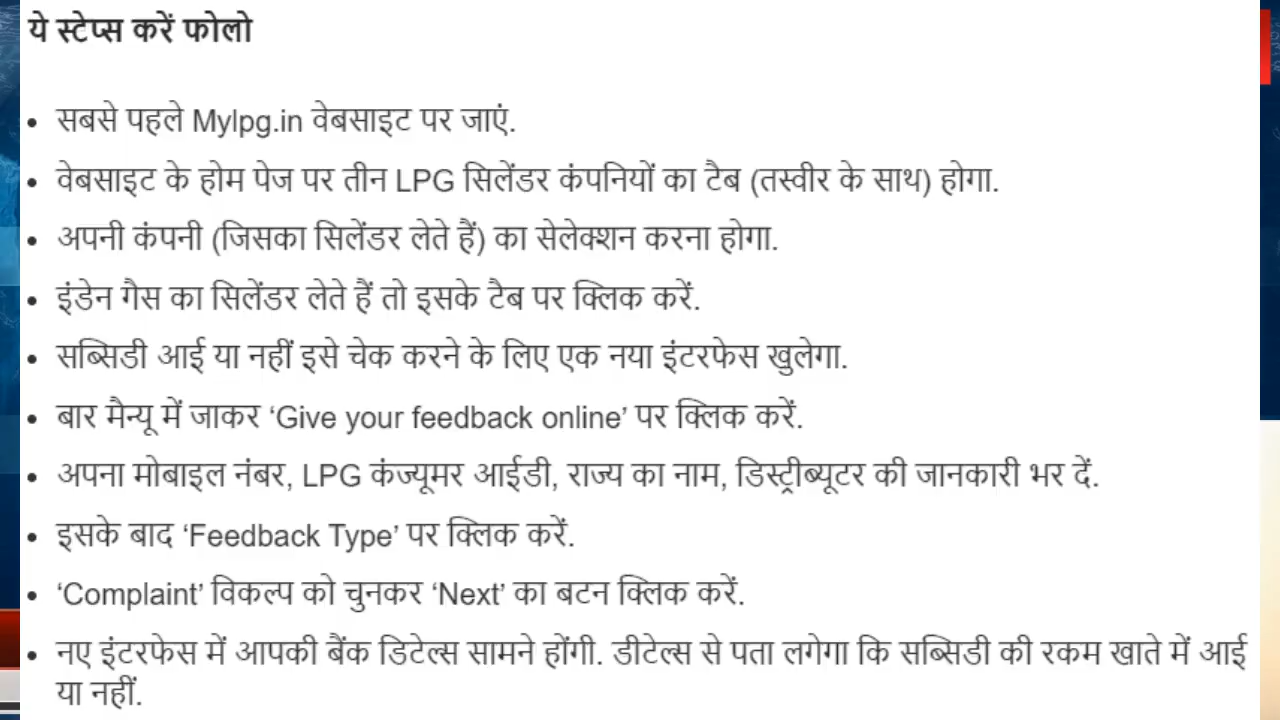 ये स्टेप्स करें फोलो
• सबसे पहले Mylpg.in वेबसाइट पर जाएं.
• वेबसाइट के होम पेज पर तीन LPG सिलेंडर कंपनियों का टैब (तस्वीर के साथ) होगा.
• अपनी कंपनी (जिसका सिलेंडर लेते हैं) का सेलेक्शन करना होगा.
• इंडेन गैस का सिलेंडर लेते हैं तो इसके टैब पर क्लिक करें.
• सब्सिडी आई या नहीं इसे चेक करने के लिए एक नया इंटरफेस खुलेगा.
• बार मैन्यू में जाकर ‘Give your feedback online’ पर क्लिक करें.
• अपना मोबाइल नंबर, LPG कंज्यूमर आईडी, राज्य का नाम, डिस्ट्रीब्यूटर की जानकारी भर दें.
• इसके बाद ‘Feedback Type’ पर क्लिक करें.
• ‘Complaint’ विकल्प को चुनकर ‘Next’ का बटन क्लिक करें.
• नए इंटरफेस में आपकी बैंक डिटेल्स सामने होंगी. डीटेल्स से पता लगेगा कि सब्सिडी की रकम खाते में आई
या नहीं.